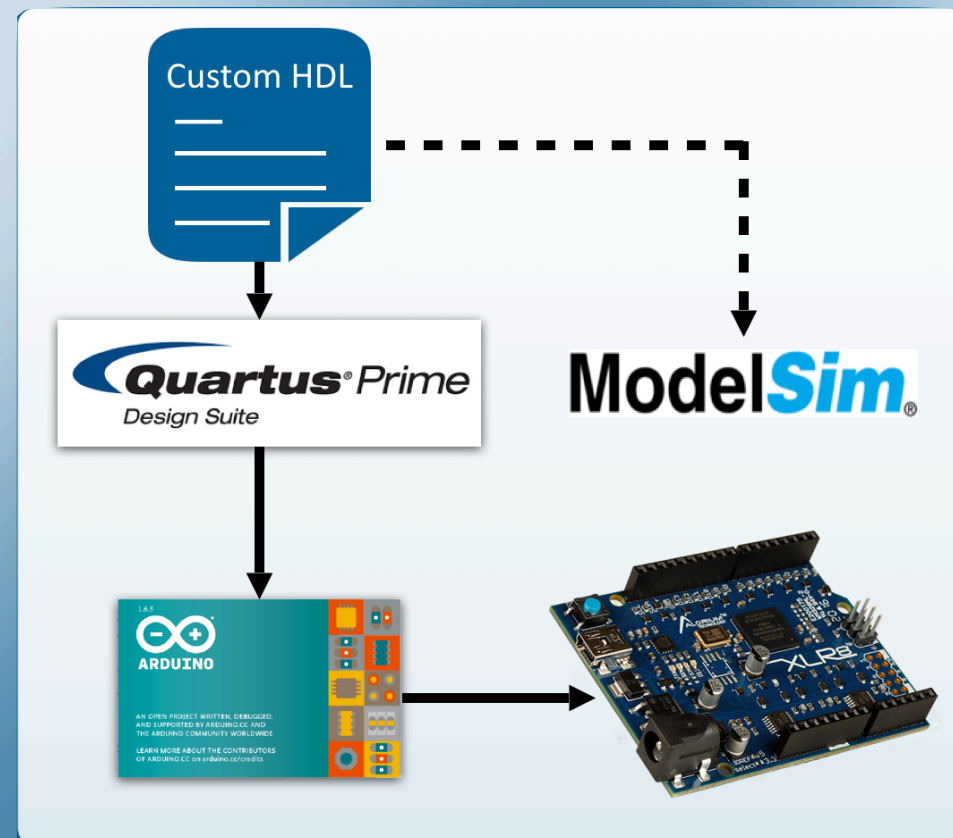 Custom HDL
Quartus® Prime
Design Suite
ModelSim®
1.6.5
ARDUINO
AN OPEN PROJECT WRITTEN, DEBUGGED,
AND SUPPORTED BY ARDUINO.CC AND
THE ARDUINO COMMUNITY WORLDWIDE
LEARN MORE ABOUT THE CONTRIBUTORS
OF ARDUINO.CC on arduino.cc/credits
ALORIUM
TECHNOLOGY
XLR8